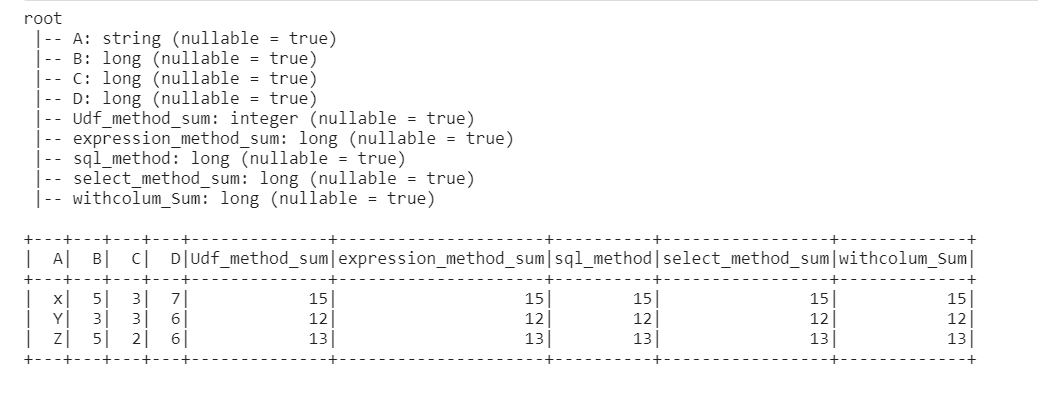 root
 |-- A: string (nullable = true)
 |-- B: long (nullable = true)
 |-- C: long (nullable = true)
 |-- D: long (nullable = true)
 |-- Udf_method_sum: integer (nullable = true)
 |-- expression_method_sum: long (nullable = true)
 |-- sql_method: long (nullable = true)
 |-- select_method_sum: long (nullable = true)
 |-- withcolum_Sum: long (nullable = true)

+---+---+---+---+--------------+---------------------+----------+-----------------+-------------+
|  A|  B|  C|  D|Udf_method_sum|expression_method_sum|sql_method|select_method_sum|withcolum_Sum|
+---+---+---+---+--------------+---------------------+----------+-----------------+-------------+
|  x|  5|  3|  7|            15|                   15|        15|               15|           15|
|  Y|  3|  3|  6|            12|                   12|        12|               12|           12|
|  Z|  5|  2|  6|            13|                   13|        13|               13|           13|
+---+---+---+---+--------------+---------------------+----------+-----------------+-------------+